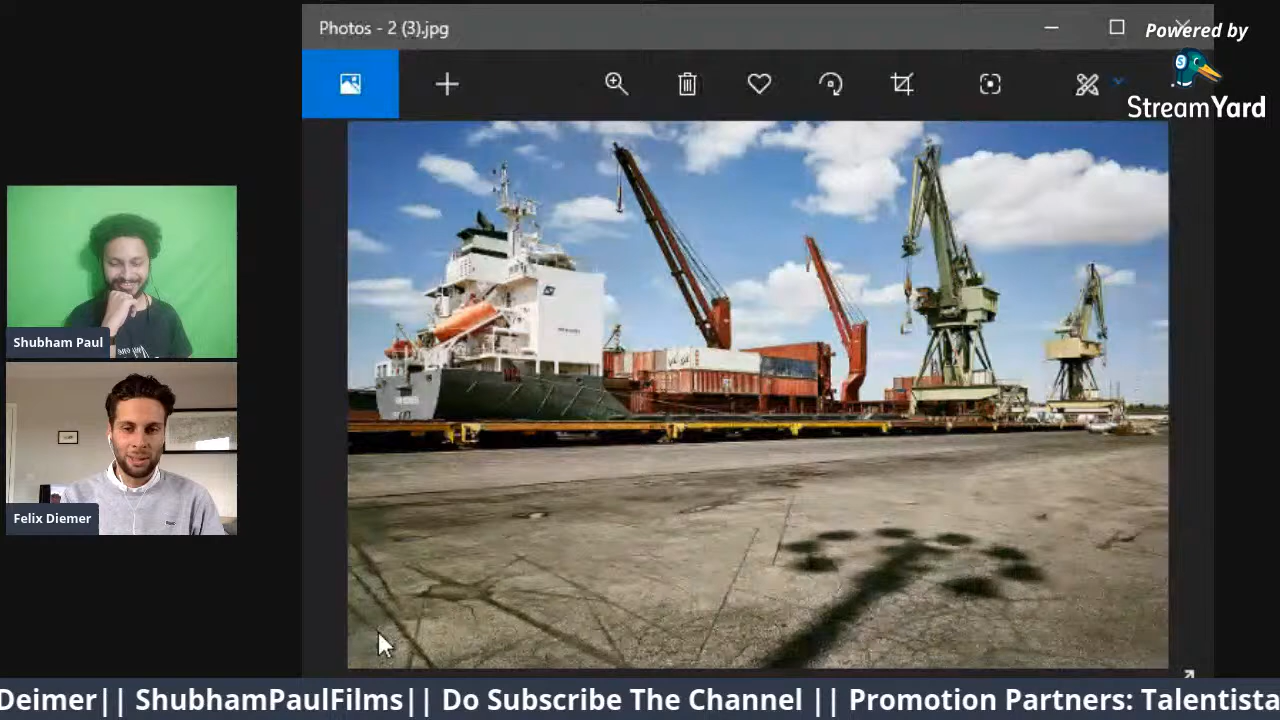 Photos - 2 (3).jpg
Powered by
StreamYard
Shubham Paul
Felix Diemer
Deimer|| ShubhamPaulFilms|| Do Subscribe The Channel || Promotion Partners: Talentista